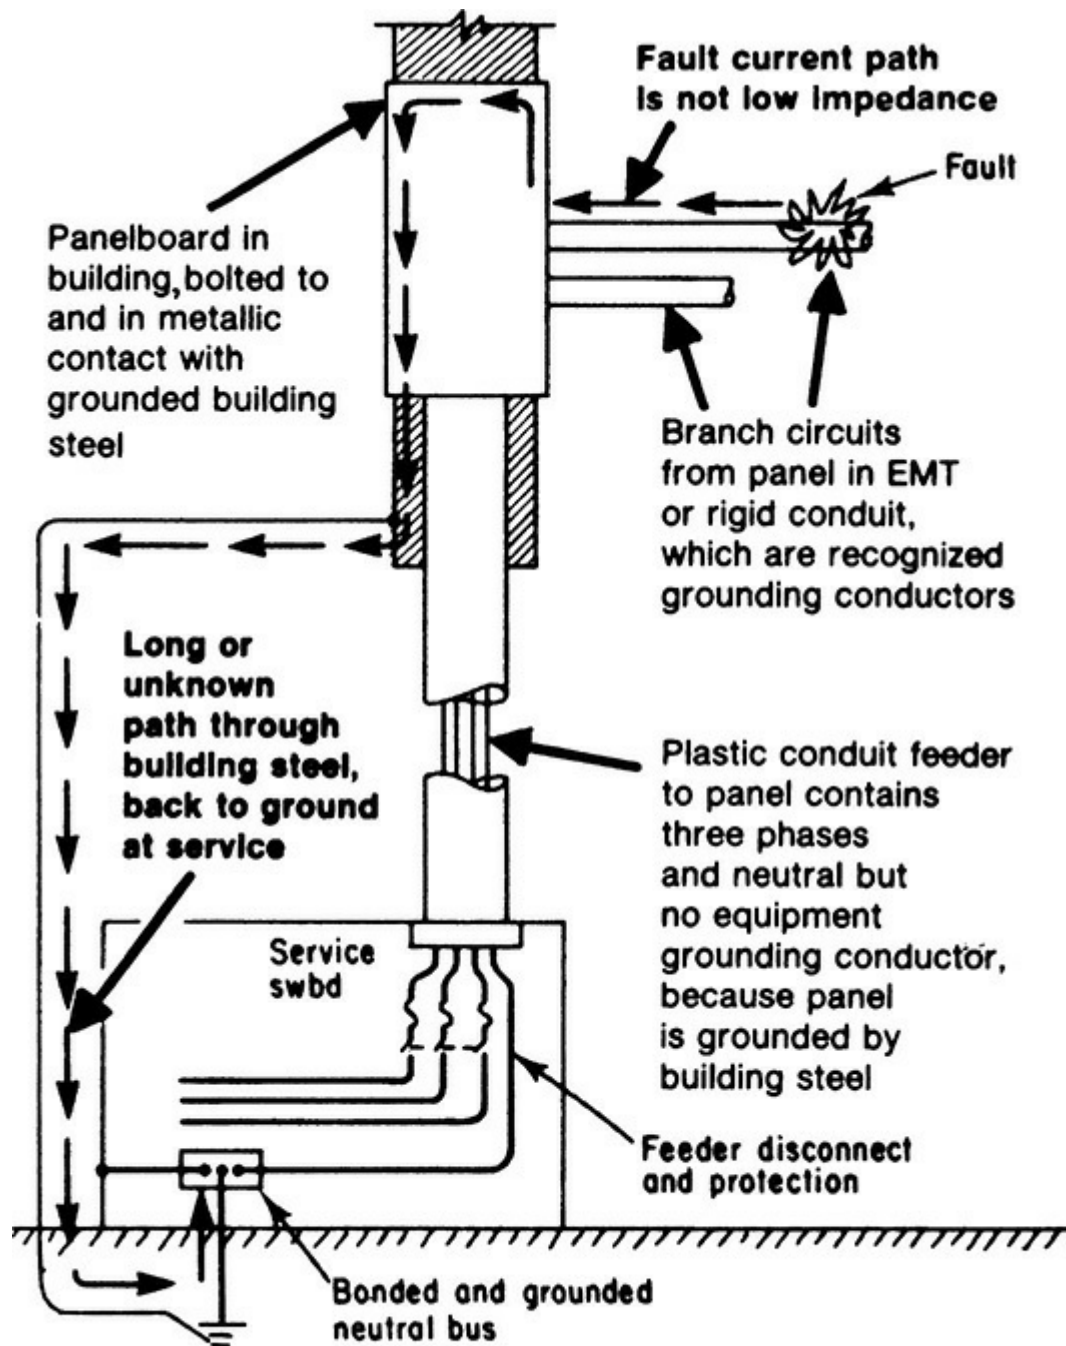 Fault current path
is not low impedance
Fault
Panelboard in
building, bolted to
and in metallic
contact with
grounded building
steel
Branch circuits
from panel in EMT
or rigid conduit,
which are recognized
grounding conductors
Long or
unknown
path through
building steel,
back to ground
at service
Plastic conduit feeder
to panel contains
three phases
and neutral but
no equipment
grounding conductor,
because panel
is grounded by
building steel
Service
swbd
Feeder disconnect
and protection
Bonded and grounded
neutral bus